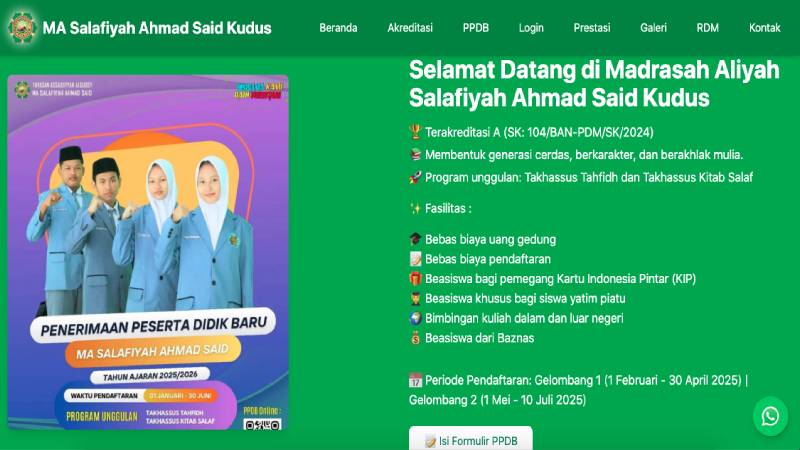 MA Salafiyah Ahmad Said Kudus
Beranda
Akreditasi
PPDB
Login
Prestasi
Galeri
RDM
Kontak
YAYASAN ASSAIDIYYAH ALQUDSY
MA SALAFIYAH AHMAD SAID
PENERIMAAN PESERTA DIDIK BARU
MA SALAFIYAH AHMAD SAID
TAHUN AJARAN 2025/2026
WAKTU PENDAFTARAN
01 JANUARI - 30 JUNI
PROGRAM UNGGULAN
TAKHASSUS TAHFIDH
TAKHASSUS KITAB SALAF
PPDB Online :
Selamat Datang di Madrasah Aliyah
Salafiyah Ahmad Said Kudus
🏆 Terakreditasi A (SK: 104/BAN-PDM/SK/2024)
📚 Membentuk generasi cerdas, berkarakter, dan berakhlak mulia.
🚀 Program unggulan: Takhassus Tahfidh dan Takhassus Kitab Salaf
✨ Fasilitas :
🎓 Bebas biaya uang gedung
📝 Bebas biaya pendaftaran
🎁 Beasiswa bagi pemegang Kartu Indonesia Pintar (KIP)
👨‍🎓 Beasiswa khusus bagi siswa yatim piatu
🌍 Bimbingan kuliah dalam dan luar negeri
💰 Beasiswa dari Baznas
📅 Periode Pendaftaran: Gelombang 1 (1 Februari - 30 April 2025) |
Gelombang 2 (1 Mei - 10 Juli 2025)
📝 Isi Formulir PPDB